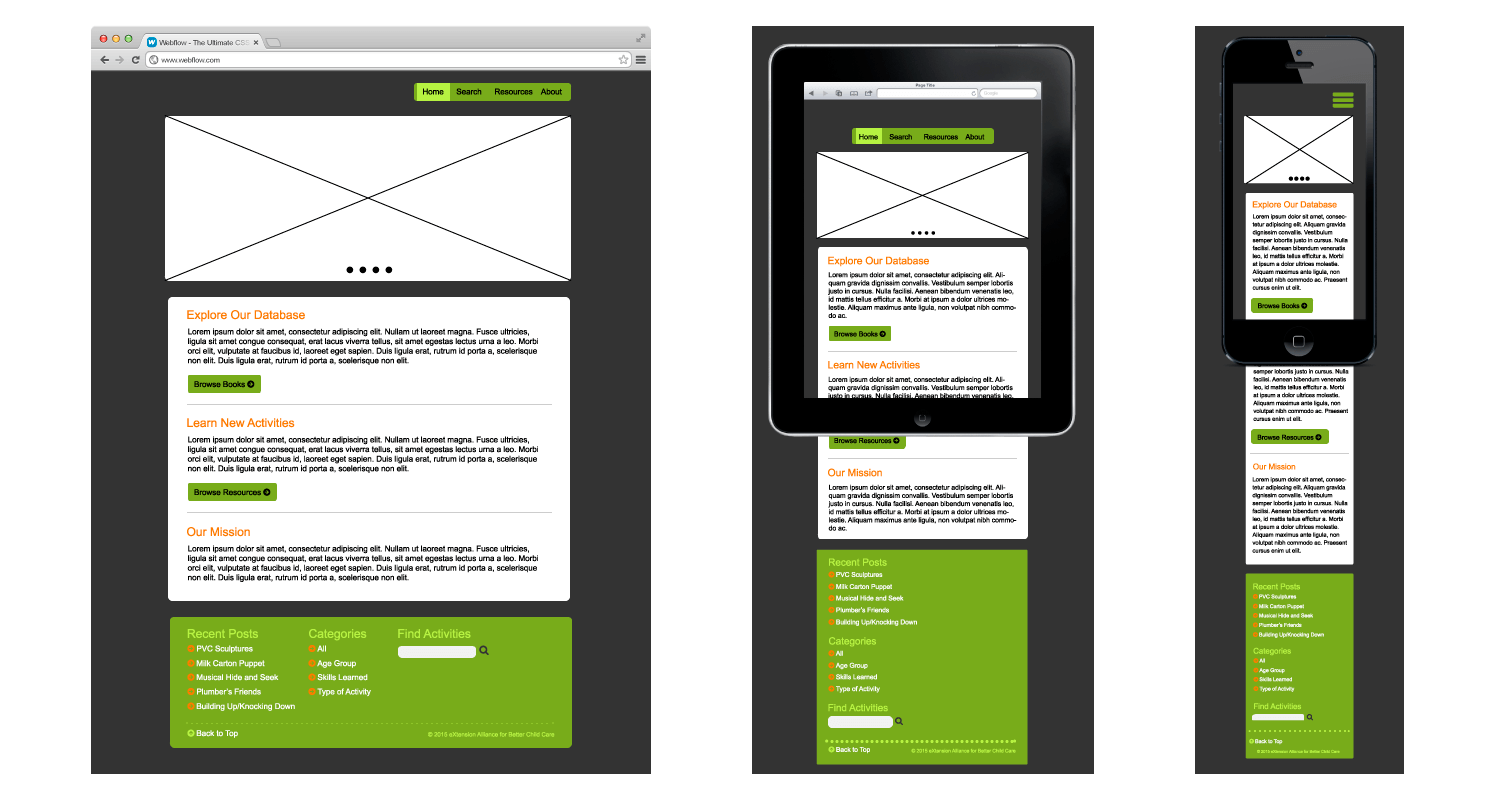 Webflow - The Ultimate CSS
www.webflow.com
Home Search Resources About
Explore Our Database
Lorem ipsum dolor sit amet, consectetur adipiscing elit. Nullam ut laoreet magna. Fusce ultricies,
ligula sit amet congue consequat, erat lacus viverra tellus, sit amet egestas lectus urna a leo. Morbi
orci elit, vulputate at faucibus id, laoreet eget sapien. Duis ligula erat, rutrum id porta a, scelerisque
non elit. Duis ligula erat, rutrum id porta a, scelerisque non elit.
Browse Books
Learn New Activities
Lorem ipsum dolor sit amet, consectetur adipiscing elit. Nullam ut laoreet magna. Fusce ultricies,
ligula sit amet congue consequat, erat lacus viverra tellus, sit amet egestas lectus urna a leo. Morbi
orci elit, vulputate at faucibus id, laoreet eget sapien. Duis ligula erat, rutrum id porta a, scelerisque
non elit. Duis ligula erat, rutrum id porta a, scelerisque non elit.
Browse Resources
Our Mission
Lorem ipsum dolor sit amet, consectetur adipiscing elit. Nullam ut laoreet magna. Fusce ultricies,
ligula sit amet congue consequat, erat lacus viverra tellus, sit amet egestas lectus urna a leo. Morbi
orci elit, vulputate at faucibus id, laoreet eget sapien. Duis ligula erat, rutrum id porta a, scelerisque
non elit. Duis ligula erat, rutrum id porta a, scelerisque non elit.
Recent Posts
PVC Sculptures
Milk Carton Puppet
Musical Hide and Seek
Plumber's Friends
Building Up/Knocking Down
Categories
All
Age Group
Skills Learned
Type of Activity
Find Activities
Back to Top
© 2015 eXtension Alliance for Better Child Care
Page Title
Google
Home Search Resources About
Explore Our Database
Lorem ipsum dolor sit amet, consectetur adipiscing elit. Ali-
quam gravida dignissim convallis. Vestibulum semper lobortis
justo in cursus. Nulla facilisi. Aenean bibendum venenatis leo,
id mattis tellus efficitur a. Morbi at ipsum a dolor ultrices mo-
lestie. Aliquam maximus ante ligula, non volutpat nibh commo-
do ac.
Browse Books
Learn New Activities
Lorem ipsum dolor sit amet, consectetur adipiscing elit. Ali-
quam gravida dignissim convallis. Vestibulum semper lobortis
justo in cursus. Nulla facilisi. Aenean bibendum venenatis leo,
Browse Resources
Our Mission
Lorem ipsum dolor sit amet, consectetur adipiscing elit. Ali-
quam gravida dignissim convallis. Vestibulum semper lobortis
justo in cursus. Nulla facilisi. Aenean bibendum venenatis leo,
id mattis tellus efficitur a. Morbi at ipsum a dolor ultrices mo-
lestie. Aliquam maximus ante ligula, non volutpat nibh commo-
do ac.
Recent Posts
PVC Sculptures
Milk Carton Puppet
Musical Hide and Seek
Plumber's Friends
Building Up/Knocking Down
Categories
All
Age Group
Skills Learned
Type of Activity
Find Activities
Back to Top
© 2015 eXtansion Alliance for Better Child Care
Explore Our Database
Lorem ipsum dolor sit amet, consec-
tetur adipiscing elit. Aliquam gravida
dignissim convallis. Vestibulum
semper lobortis justo in cursus. Nulla
facilisi. Aenean bibendum venenatis
leo, id mattis tellus efficitur a. Morbi
at ipsum a dolor ultrices molestie.
Aliquam maximus ante ligula, non
volutpat nibh commodo ac. Praesent
cursus enim ut elit.
Browse Books
semper lobortis justo in cursus. Nulla
facilisi. Aenean bibendum venenatis
leo, id mattis tellus efficitur a. Morbi
at ipsum a dolor ultrices molestie.
Aliquam maximus ante ligula, non
volutpat nibh commodo ac. Praesent
cursus enim ut elit.
Browse Resources
Our Mission
Lorem ipsum dolor sit amet, consec-
tetur adipiscing elit. Aliquam gravida
dignissim convallis. Vestibulum
semper lobortis justo in cursus. Nulla
facilisi. Aenean bibendum venenatis
leo, id mattis tellus efficitur a. Morbi
at ipsum a dolor ultrices molestie.
Aliquam maximus ante ligula, non
volutpat nibh commodo ac. Praesent
cursus enim ut elit.
Recent Posts
PVC Sculptures
Milk Carton Puppet
Musical Hide and Seek
Plumber's Friends
Building Up/Knocking Down
Categories
All
Age Group
Skills Learned
Type of Activity
Find Activities
Back to Top
© 2015 eXtansion Alliance for Better Child Care